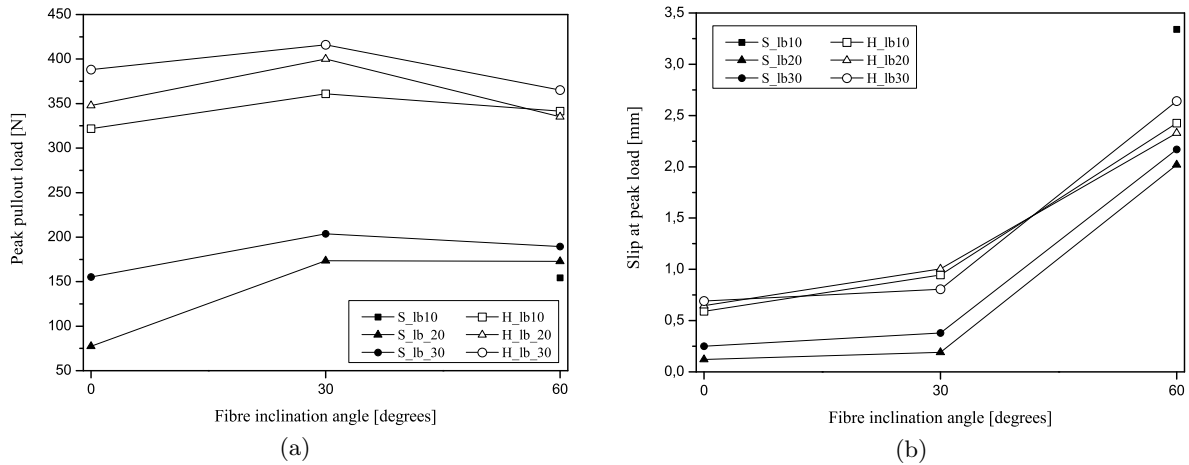 450
400
350
300
250
200
150
100
50
Peak pullout load [N]
S_lb10 H_lb10
S_lb_20 H_lb_20
S_lb_30 H_lb_30
0 30 60
Fibre inclination angle [degrees]
(a)
3,5
3,0
2,5
2,0
1,5
1,0
0,5
0,0
Slip at peak load [mm]
S_lb10 H_lb10
S_lb20 H_lb20
S_lb30 H_lb30
0 30 60
Fibre inclination angle [degrees]
(b)